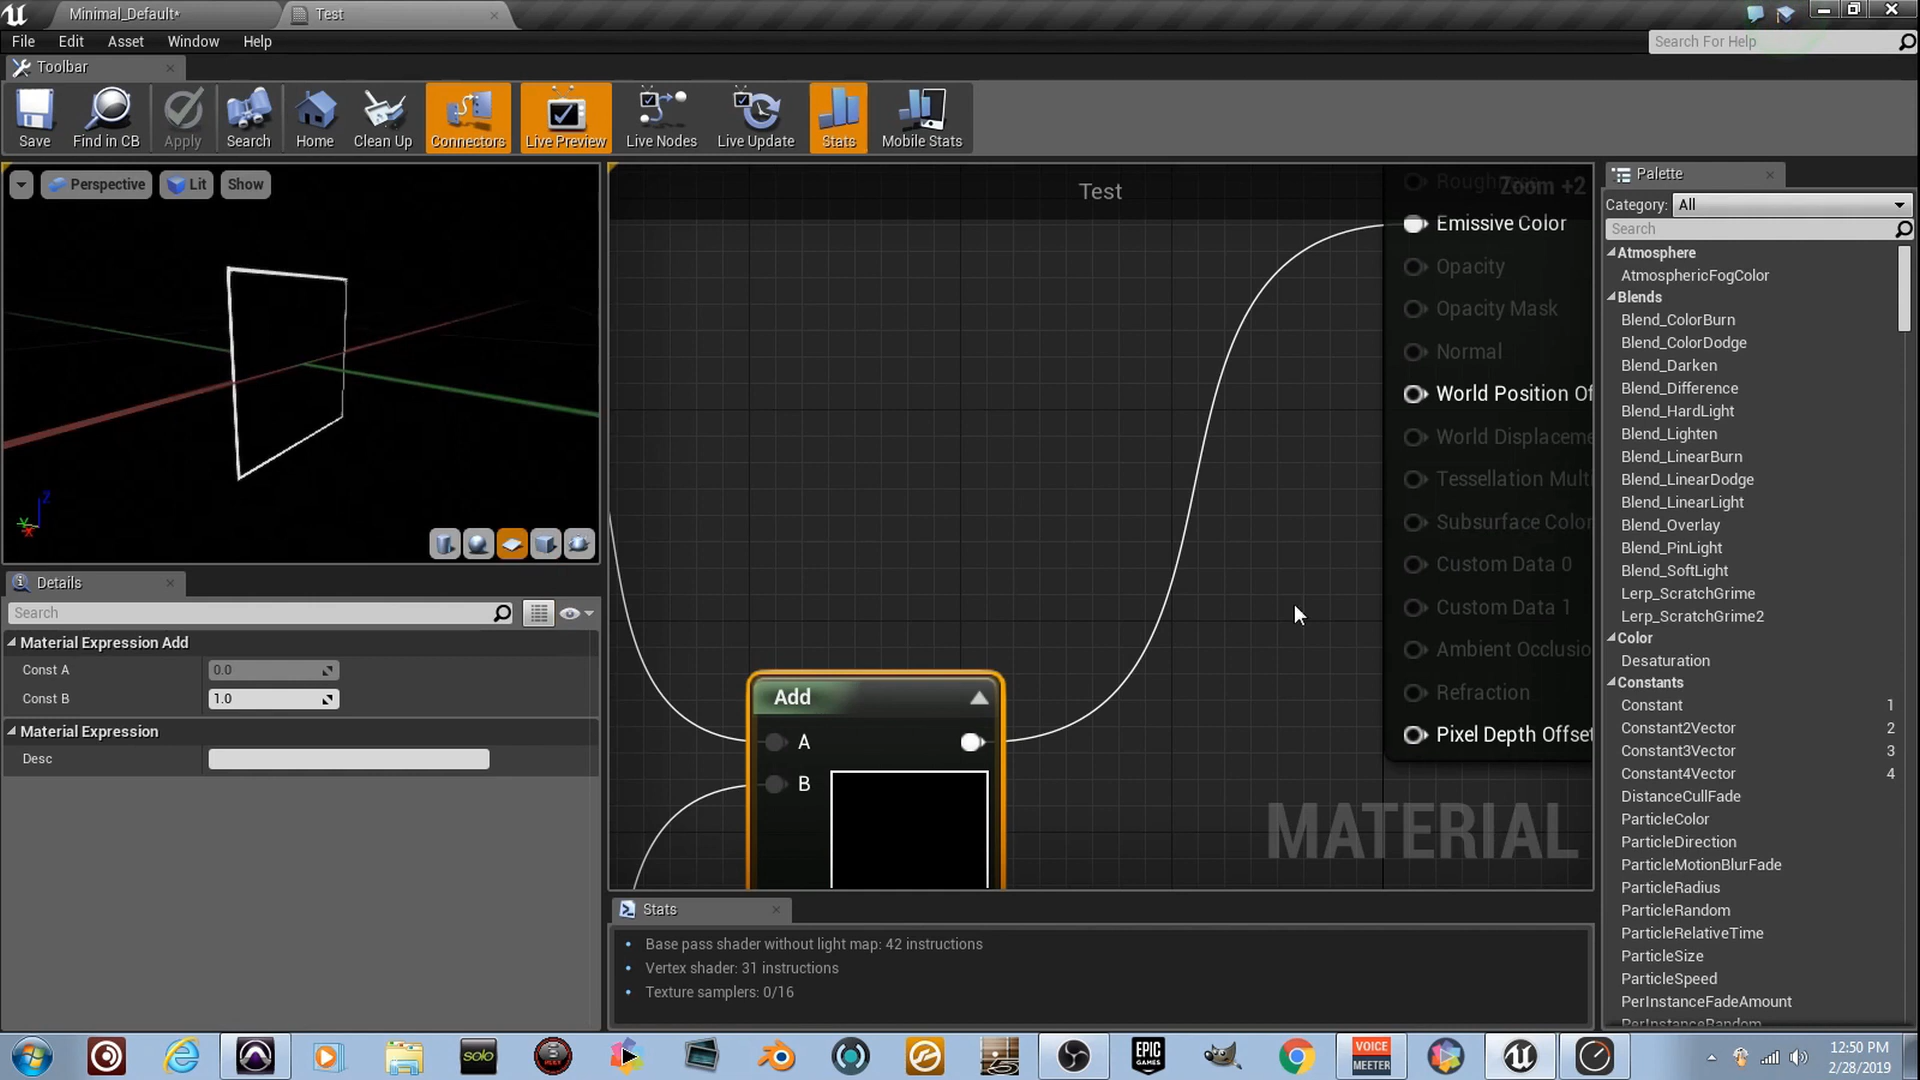 Minimal_Default*
Test
File
Edit
Asset
Window
Help
Search For Help
Toolbar
Save
Find in CB
Apply
Search
Home
Clean Up
Connectors
Live Preview
Live Nodes
Live Update
Stats
Mobile Stats
Perspective
Lit
Show
Z
Y
X
Details
Search
Material Expression Add
Const A
0.0
Const B
1.0
Material Expression
Desc
Test
Zoom +2
Emissive Color
Opacity
Opacity Mask
Normal
World Position Of
World Displaceme
Tessellation Mult
Subsurface Color
Custom Data 0
Custom Data 1
Ambient Occlusio
Refraction
Pixel Depth Offset
Add
A
B
MATERIAL
Stats
Base pass shader without light map: 42 instructions
Vertex shader: 31 instructions
Texture samplers: 0/16
Palette
Category:
All
Search
Atmosphere
AtmosphericFogColor
Blends
Blend_ColorBurn
Blend_ColorDodge
Blend_Darken
Blend_Difference
Blend_HardLight
Blend_Lighten
Blend_LinearBurn
Blend_LinearDodge
Blend_LinearLight
Blend_Overlay
Blend_PinLight
Blend_SoftLight
Lerp_ScratchGrime
Lerp_ScratchGrime2
Color
Desaturation
Constants
Constant 1
Constant2Vector 2
Constant3Vector 3
Constant4Vector 4
DistanceCullFade
ParticleColor
ParticleDirection
ParticleMotionBlurFade
ParticleRadius
ParticleRandom
ParticleRelativeTime
ParticleSize
ParticleSpeed
PerInstanceFadeAmount
PerInstanceRandom
solo
EPIC
GAMES
VOICE
MEETER
12:50 PM
2/28/2019